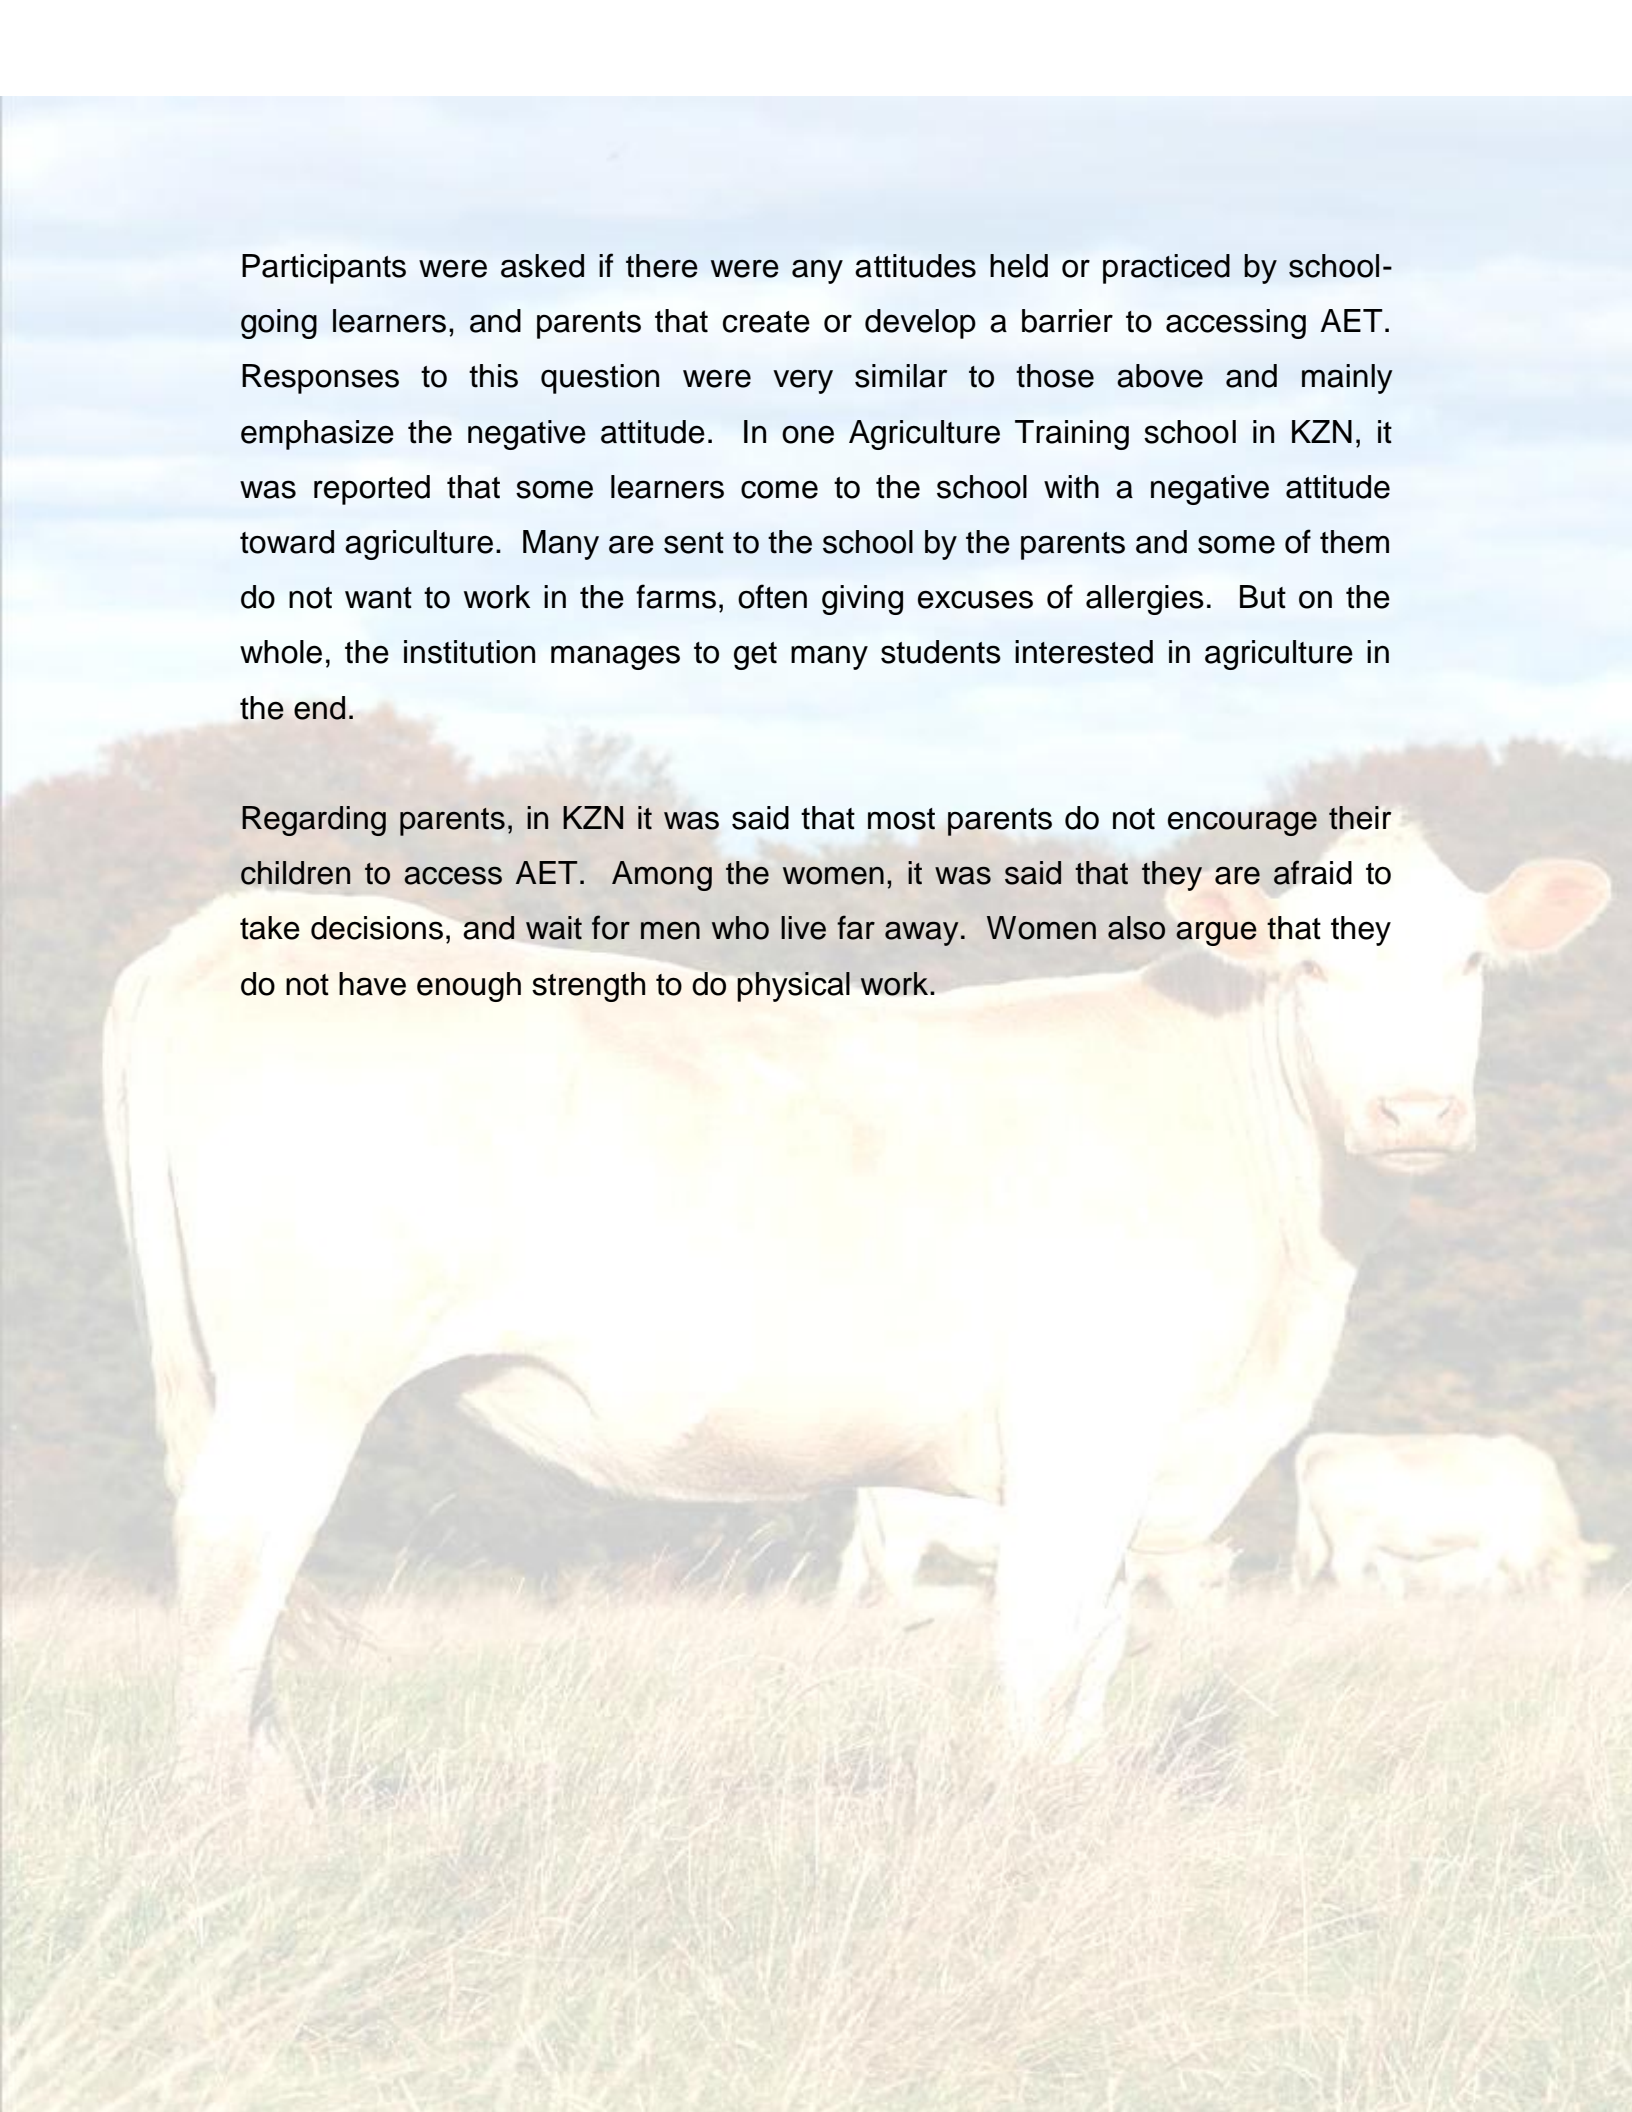 Participants were asked if there were any attitudes held or practiced by school-
going learners, and parents that create or develop a barrier to accessing AET.
Responses to this question were very similar to those above and mainly
emphasize the negative attitude.  In one Agriculture Training school in KZN, it
was reported that some learners come to the school with a negative attitude
toward agriculture.  Many are sent to the school by the parents and some of them
do not want to work in the farms, often giving excuses of allergies.  But on the
whole, the institution manages to get many students interested in agriculture in
the end.
Regarding parents, in KZN it was said that most parents do not encourage their
children to access AET.  Among the women, it was said that they are afraid to
take decisions, and wait for men who live far away.  Women also argue that they
do not have enough strength to do physical work.